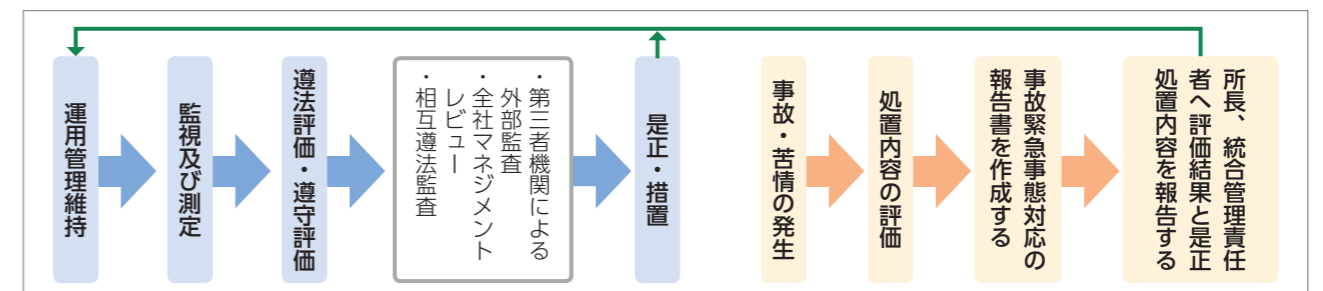 運用管理維持
監視及び測定
遵法評価・遵守評価
・第三者機関による
外部監査
・全社マネジメント
レビュー
・相互遵法監査
是正・措置
事故・苦情の発生
処置内容の評価
事故緊急事態対応の
報告書を作成する
所長、統合管理責任
者へ評価結果と是正
処置内容を報告する